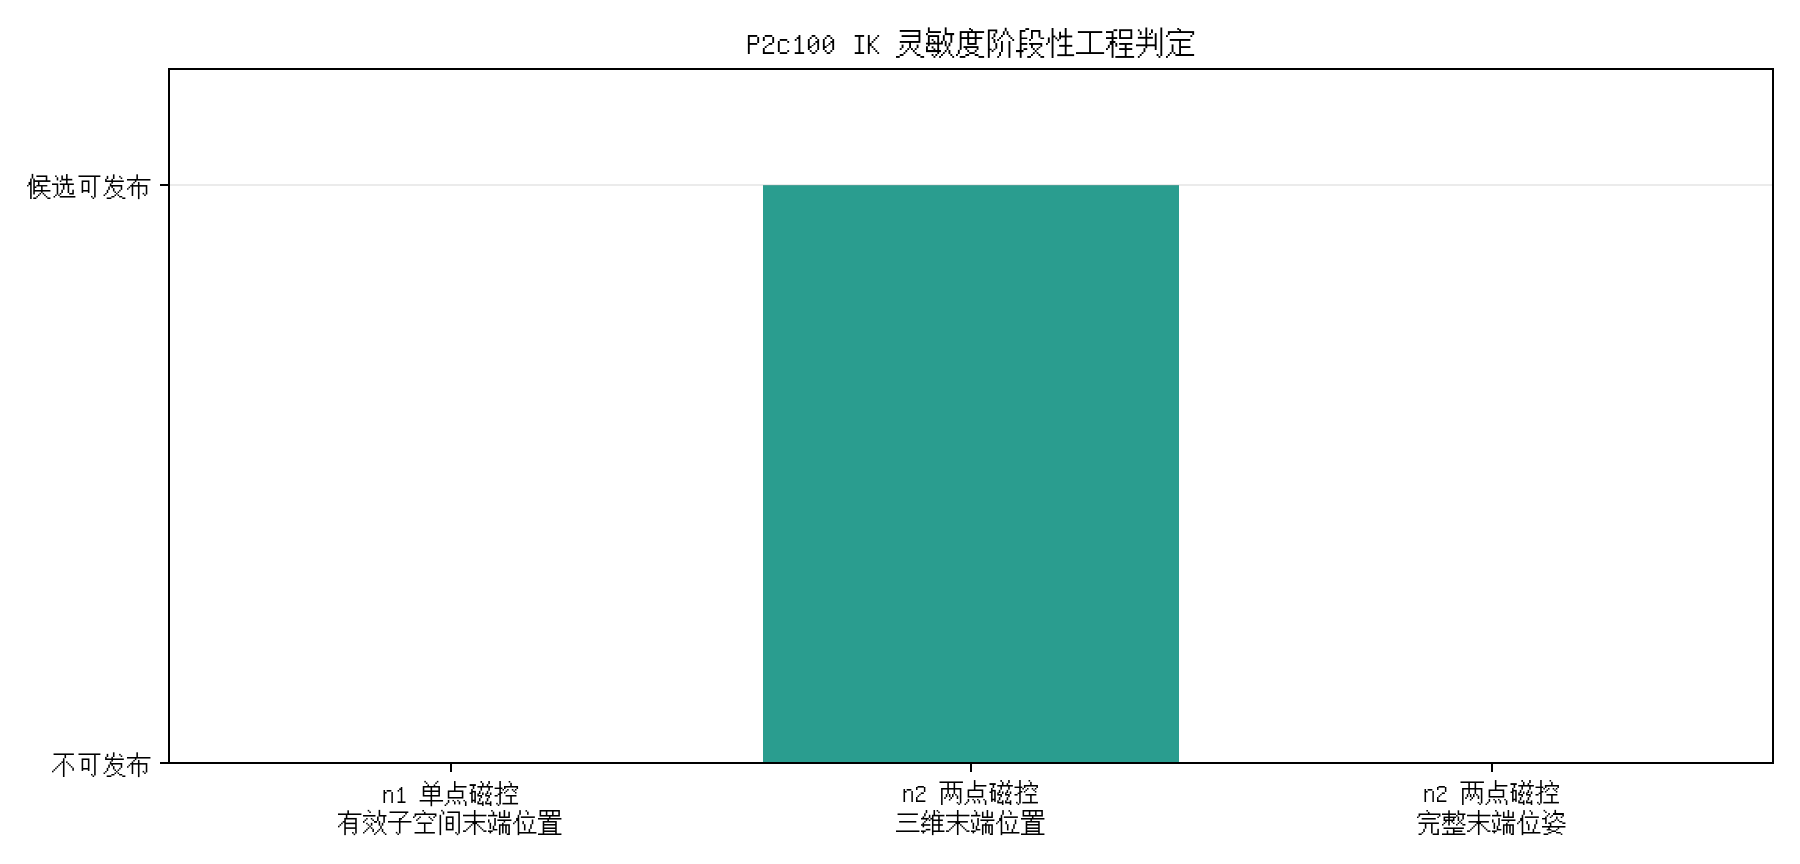 P2c100 IK 灵敏度阶段性工程判定
候选可发布
不可发布
n1 单点磁控
有效子空间末端位置
n2 两点磁控
三维末端位置
n2 两点磁控
完整末端位姿